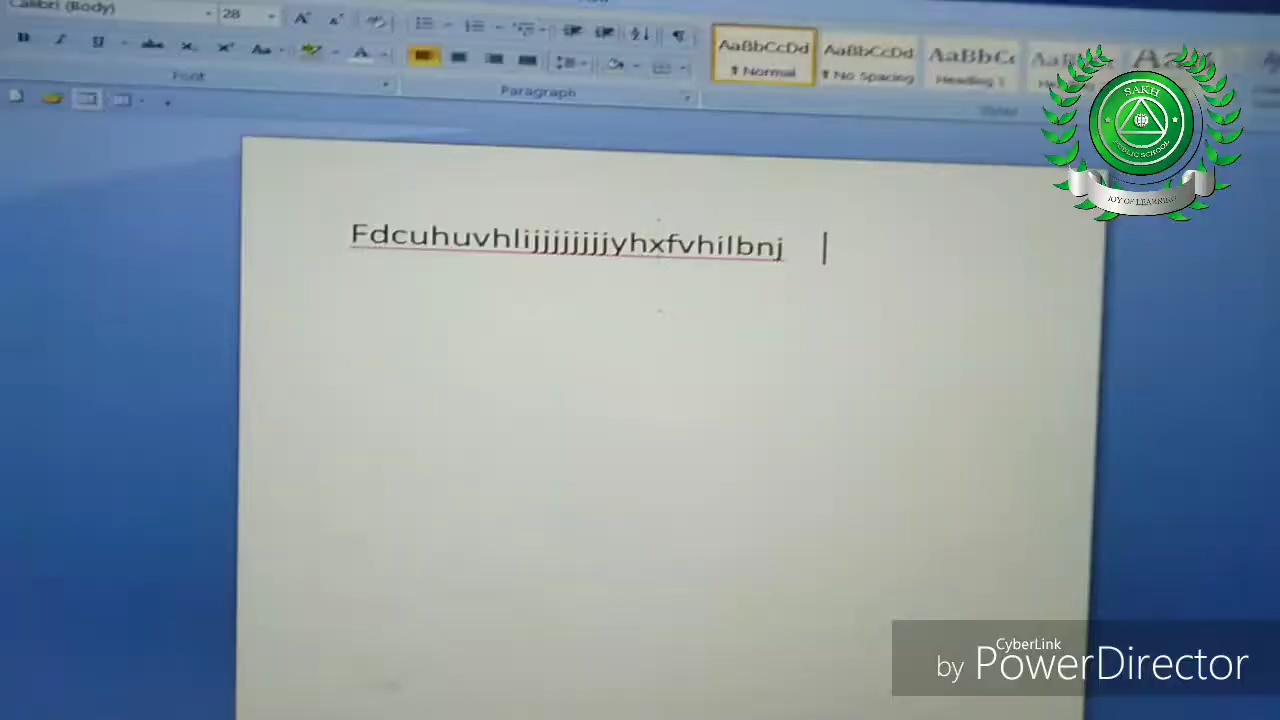 Calibri (Body) 28
Font
Paragraph
AaBbCcDd AaBbCcDd AaBbCc
¶ Normal ¶ No Spacing Heading 1
SAKH
PUBLIC SCHOOL
JOY OF LEARNING
Fdcuhuvhlijjjjjjjjyhxfvhilbnj
CyberLink
by PowerDirector